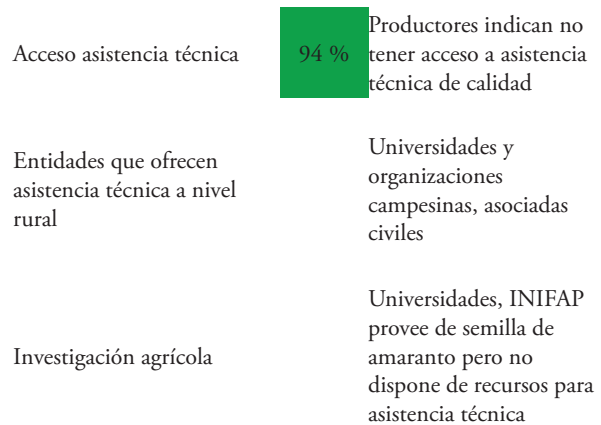 Acceso asistencia técnica
94 %
Productores indican no
tener acceso a asistencia
técnica de calidad
Entidades que ofrecen
asistencia técnica a nivel
rural
Universidades y
organizaciones
campesinas, asociadas
civiles
Investigación agrícola
Universidades, INIFAP
provee de semilla de
amaranto pero no
dispone de recursos para
asistencia técnica